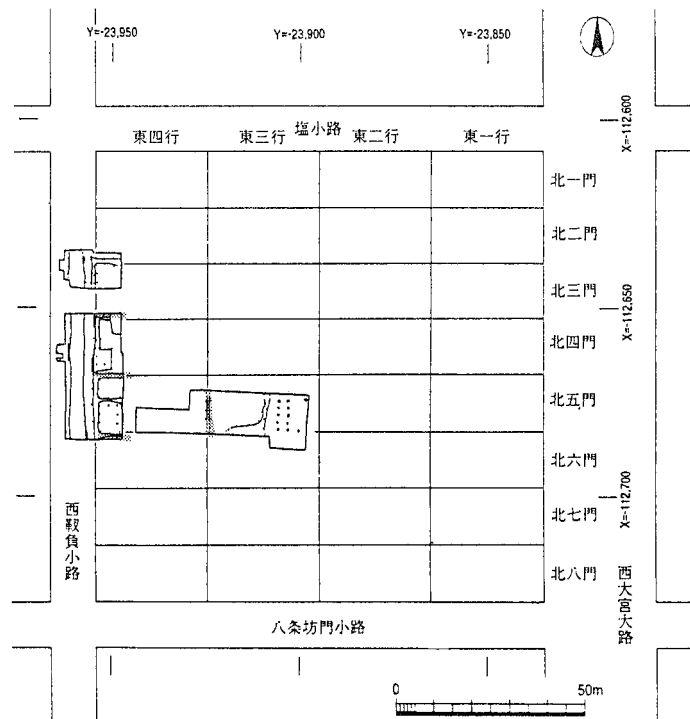 Y=-23,950
Y=-23,900
Y=-23,850
X=-112,600
塩小路
東四行
東三行
東二行
東一行
北一門
北二門
北三門
X=-112,650
北四門
北五門
北六門
X=-112,700
北七門
北八門
西靫負小路
西大宮大路
八条坊門小路
0
50m